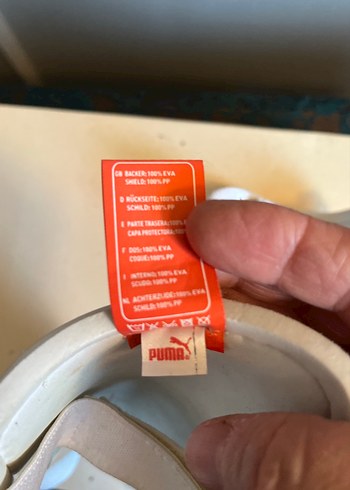 GB BACKER: 100% EVA
SHIELD: 100% PP
D RÜCKSEITE: 100% EVA
SCHILD: 100% PP
E PARTE TRASERA: 100%
CAPA PROTECTORA: 100%
F DOS: 100% EVA
COQUE: 100% PP
I INTERNO: 100% EVA
SCUDO: 100% PP
NL ACHTERZIJDE: 100% EVA
SCHILD: 100% PP
PUMA